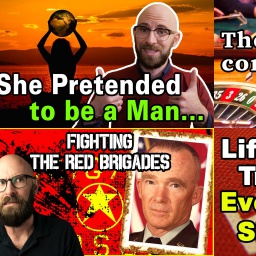 She Pretended
to be a Man...
The
con
FIGHTING
THE RED BRIGADES
Lif
T
Eve
S